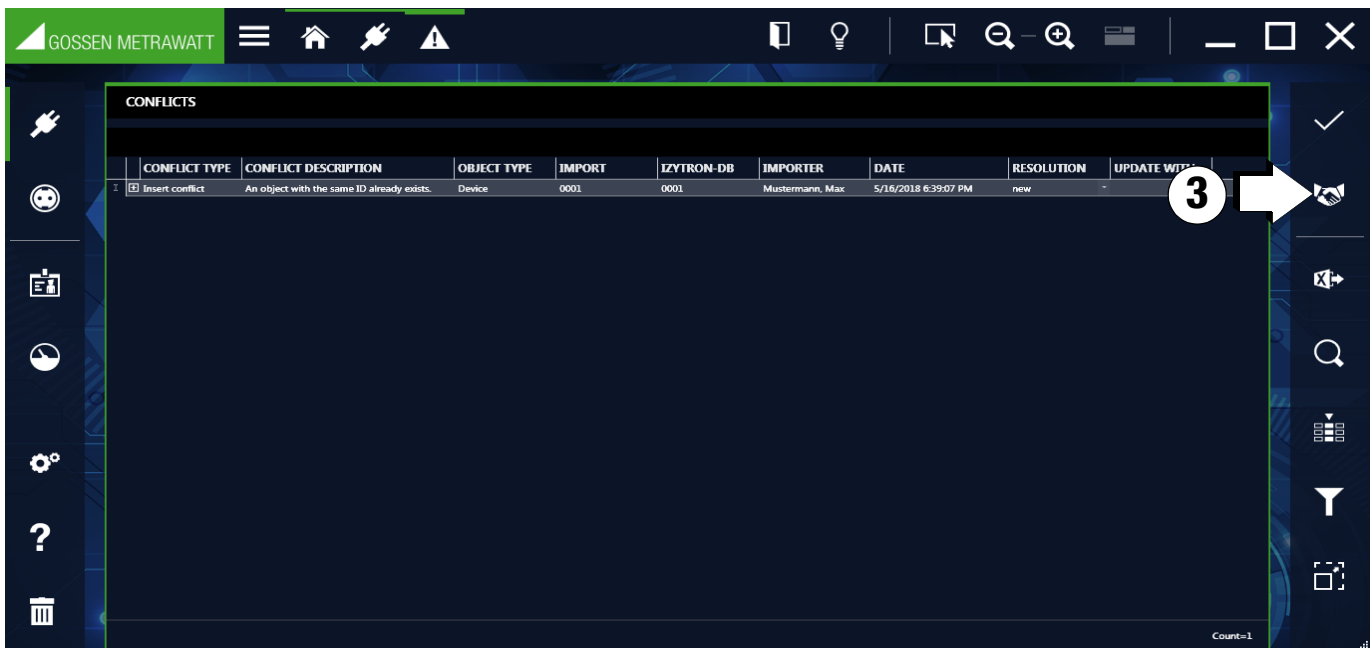 GOSSEN METRAWATT
CONFLICTS
CONFLICT TYPE CONFLICT DESCRIPTION OBJECT TYPE IMPORT IZYTRON-DB IMPORTER DATE RESOLUTION UPDATE WITH
Insert conflict An object with the same ID already exists. Device 0001 0001 Mustermann, Max 5/16/2018 6:39:07 PM new
3
?
Count=1